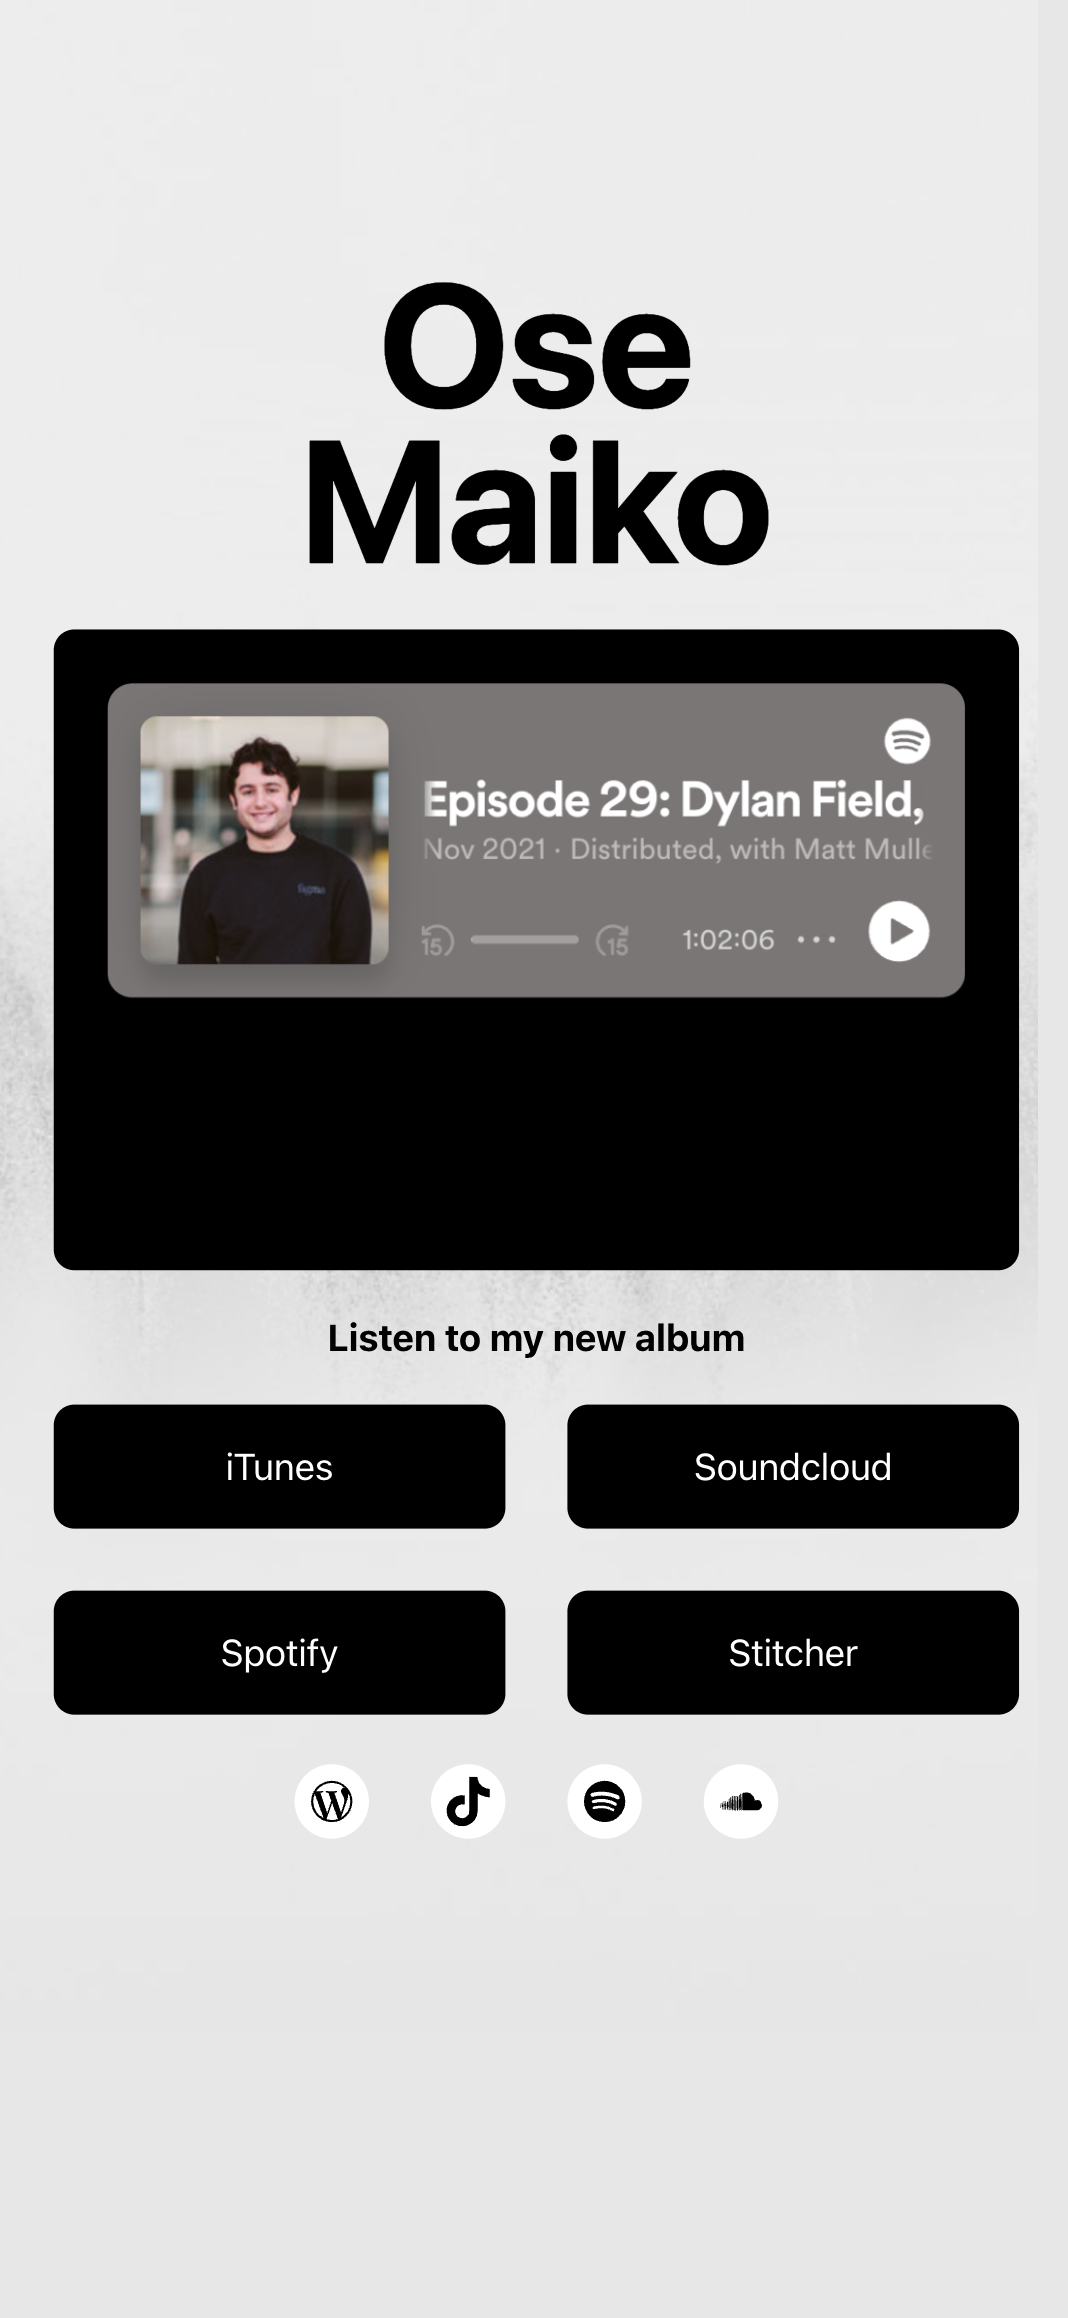 Ose
Maiko
Episode 29: Dylan Field,
Nov 2021 · Distributed, with Matt
15
15
1:02:06
Listen to my new album
iTunes
Soundcloud
Spotify
Stitcher